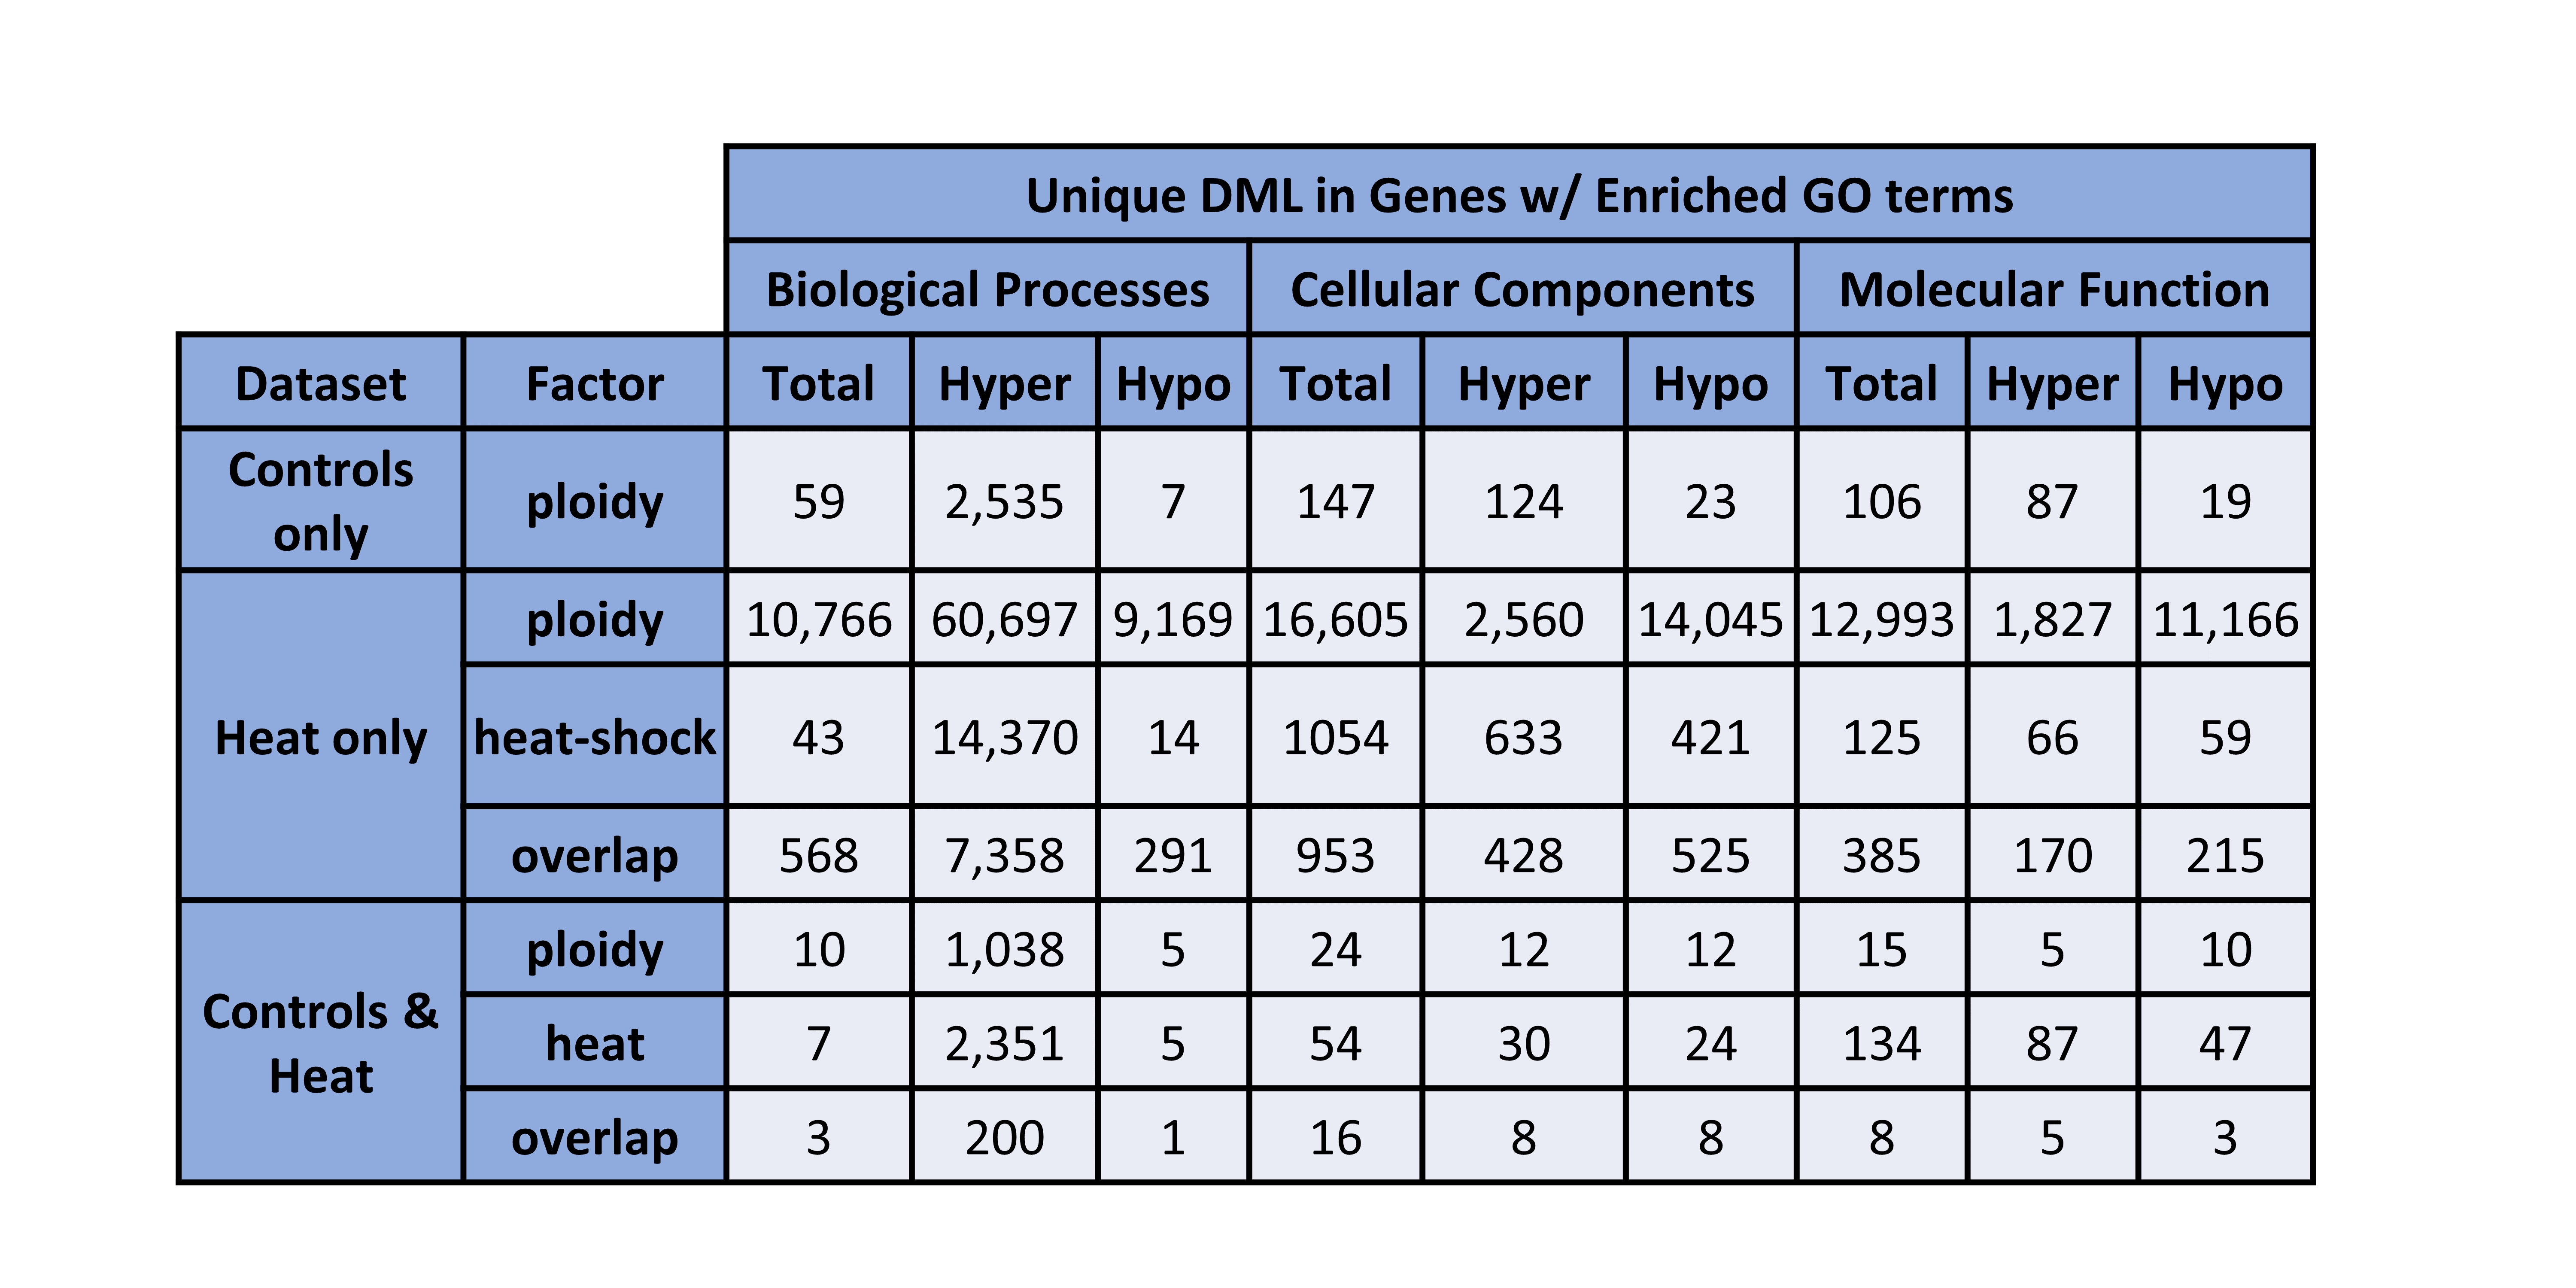 Unique DML in Genes w/ Enriched GO terms
Biological Processes Cellular Components Molecular Function
Dataset Factor Total Hyper Hypo Total Hyper Hypo Total Hyper Hypo
Controls
only
ploidy 59 2,535 7 147 124 23 106 87 19
Heat only
ploidy 10,766 60,697 9,169 16,605 2,560 14,045 12,993 1,827 11,166
heat-shock 43 14,370 14 1054 633 421 125 66 59
overlap 568 7,358 291 953 428 525 385 170 215
Controls &
Heat
ploidy 10 1,038 5 24 12 12 15 5 10
heat 7 2,351 5 54 30 24 134 87 47
overlap 3 200 1 16 8 8 8 5 3